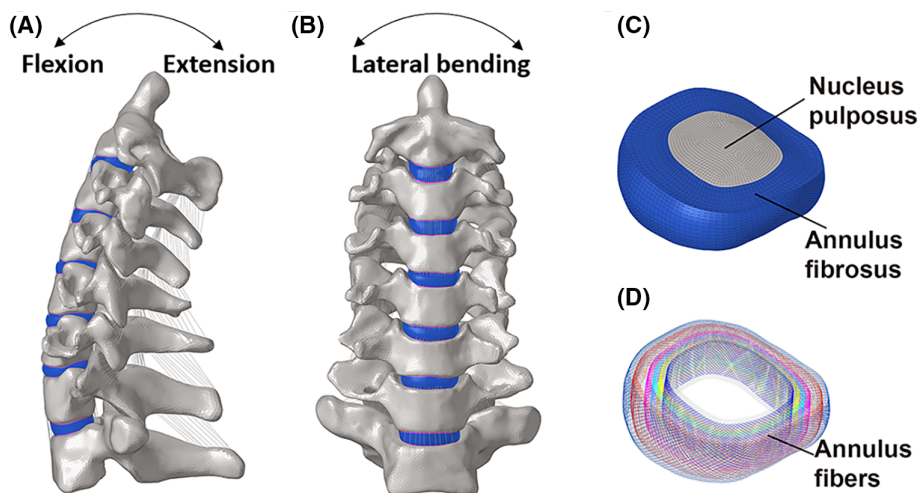 (A)
Flexion Extension
(B)
Lateral bending
(C)
Nucleus
pulposus
Annulus
fibrosus
(D)
Annulus
fibers